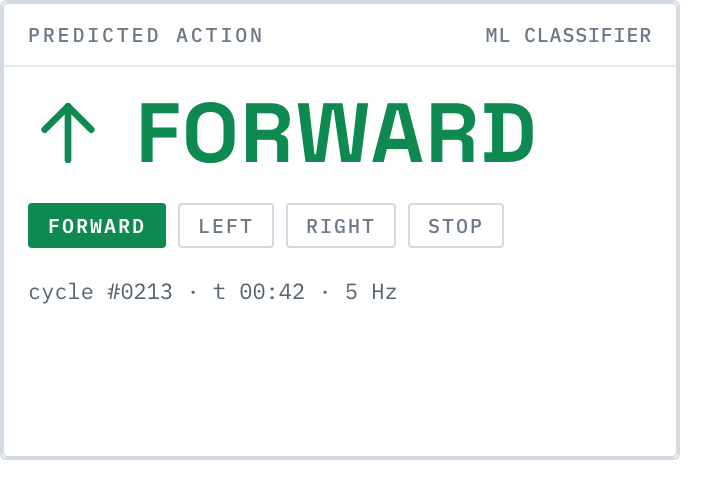 PREDICTED ACTION ML CLASSIFIER
↑ FORWARD
FORWARD LEFT RIGHT STOP
cycle #0213 · t 00:42 · 5 Hz